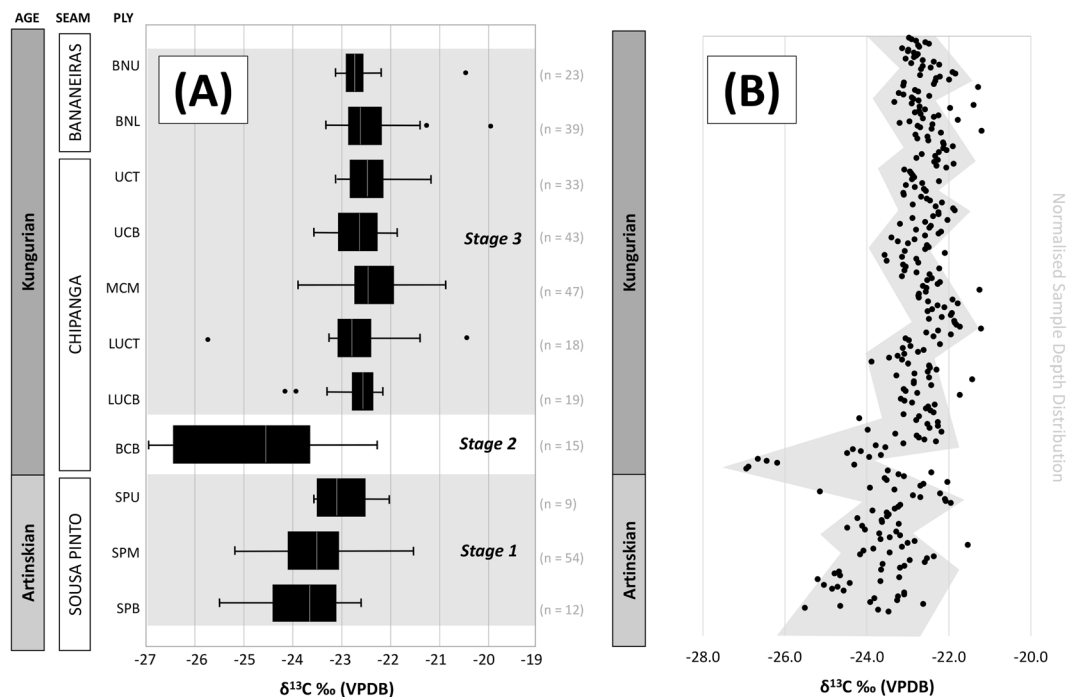 AGE SEAM PLY
(A)
(B)
Kungurian
Artinskian
BANANEIRAS
CHIPANGA
SOUSA PINTO
BNU (n = 23)
BNL (n = 39)
UCT (n = 33)
UCB Stage 3 (n = 43)
MCM (n = 47)
LUCT (n = 18)
LUCB (n = 19)
BCB Stage 2 (n = 15)
SPU (n = 9)
SPM Stage 1 (n = 54)
SPB (n = 12)
-27 -25 -24 -23 -22 -21 -20 -19
δ¹³C ‰ (VPDB)
Kungurian
Artinskian
Normalised Sample Depth Distribution
-28.0 -26.0 -24.0 -22.0 -20.0
δ¹³C ‰ (VPDB)